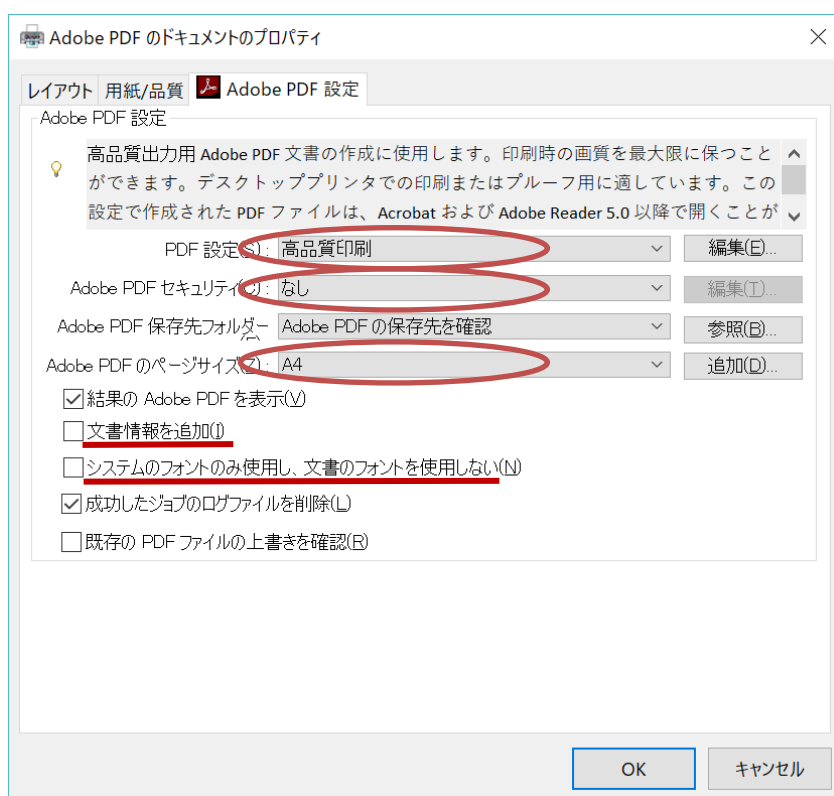 Adobe PDF のドキュメントのプロパティ
レイアウト 用紙/品質 Adobe PDF 設定
Adobe PDF 設定
高品質出力用 Adobe PDF 文書の作成に使用します。印刷時の画質を最大限に保つこと
ができます。デスクトッププリンタでの印刷またはプルーフ用に適しています。この
設定で作成された PDF ファイルは、Acrobat および Adobe Reader 5.0 以降で開くことが
PDF 設定(S): 高品質印刷 編集(E)...
Adobe PDF セキュリティ(C): なし 編集(T)...
Adobe PDF 保存先フォルダー Adobe PDF の保存先を確認 参照(B)...
Adobe PDF のページサイズ(Z): A4 追加(D)...
結果の Adobe PDF を表示(V)
文書情報を追加(I)
システムのフォントのみ使用し、文書のフォントを使用しない(N)
成功したジョブのログファイルを削除(L)
既存の PDF ファイルの上書きを確認(R)
OK キャンセル